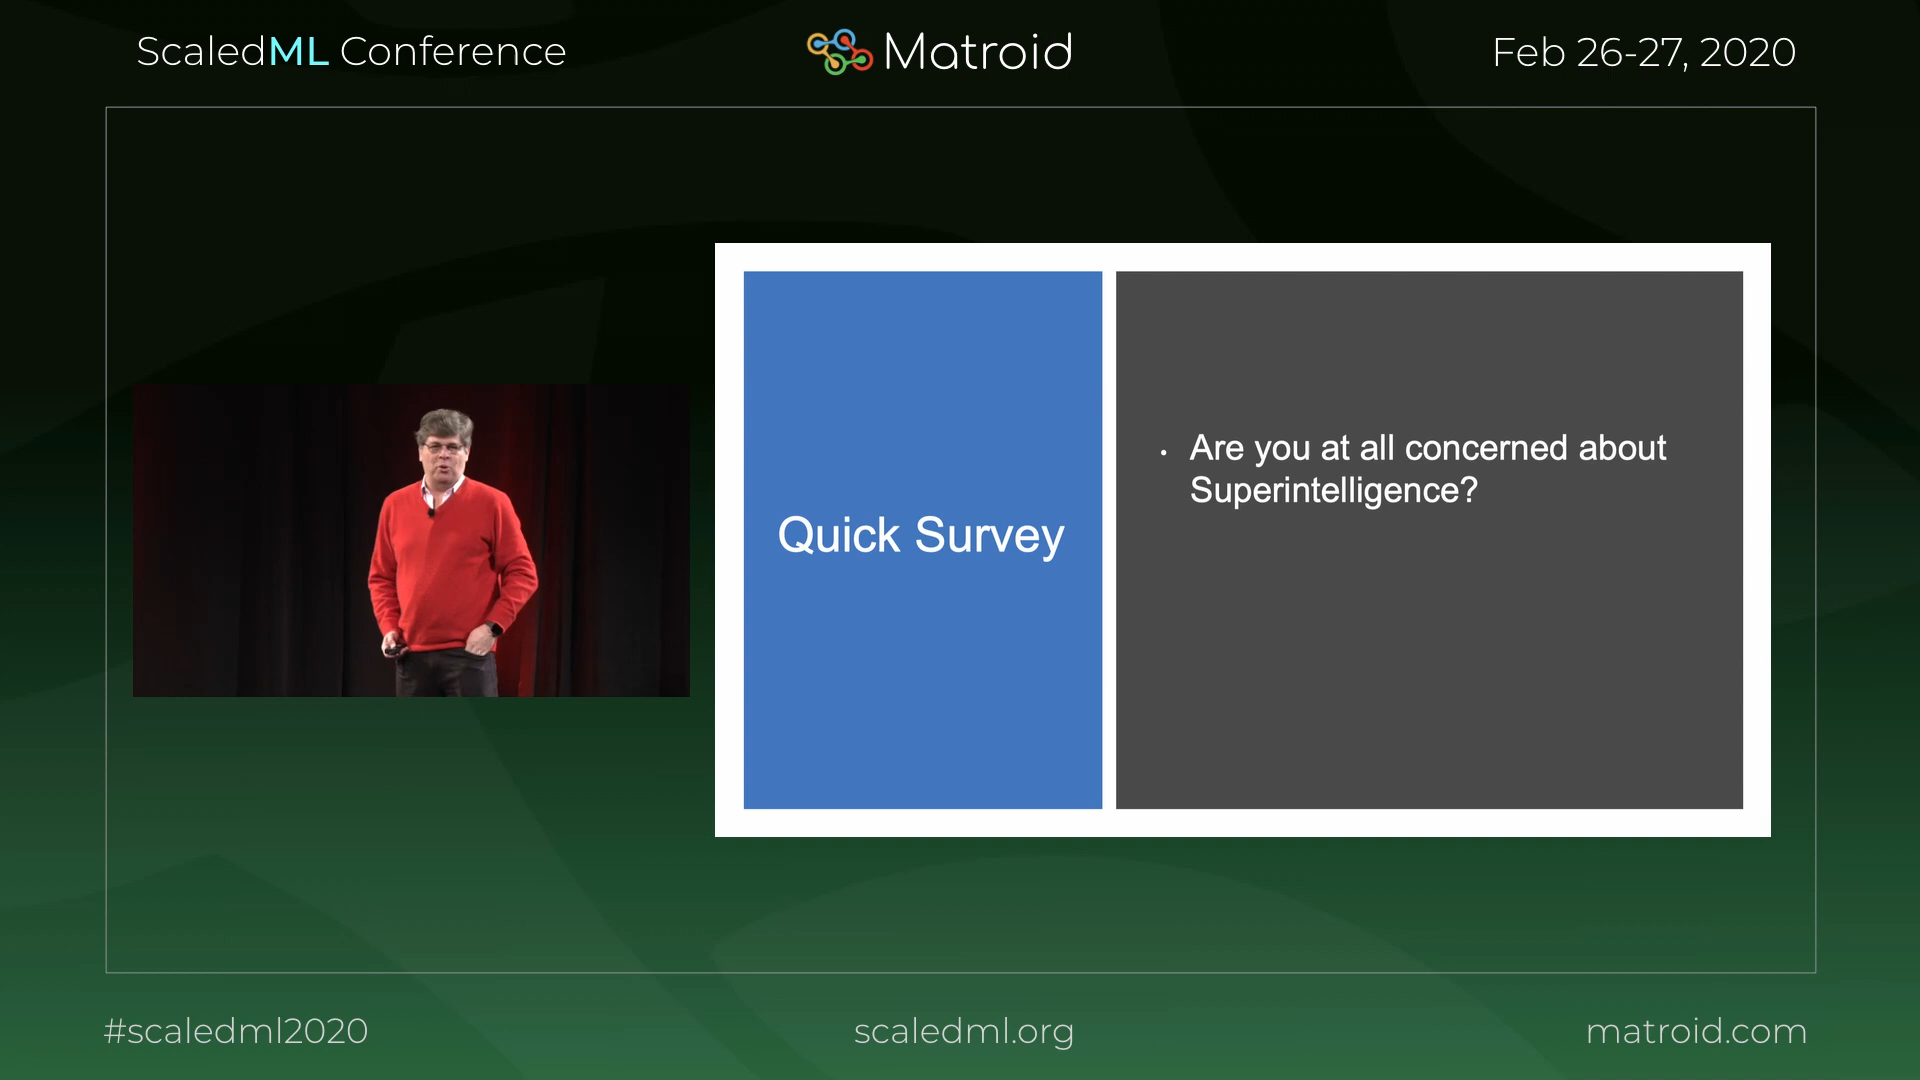 ScaledML Conference
Matroid
Feb 26-27, 2020
Quick Survey
• Are you at all concerned about
Superintelligence?
#scaledml2020
scaledml.org
matroid.com